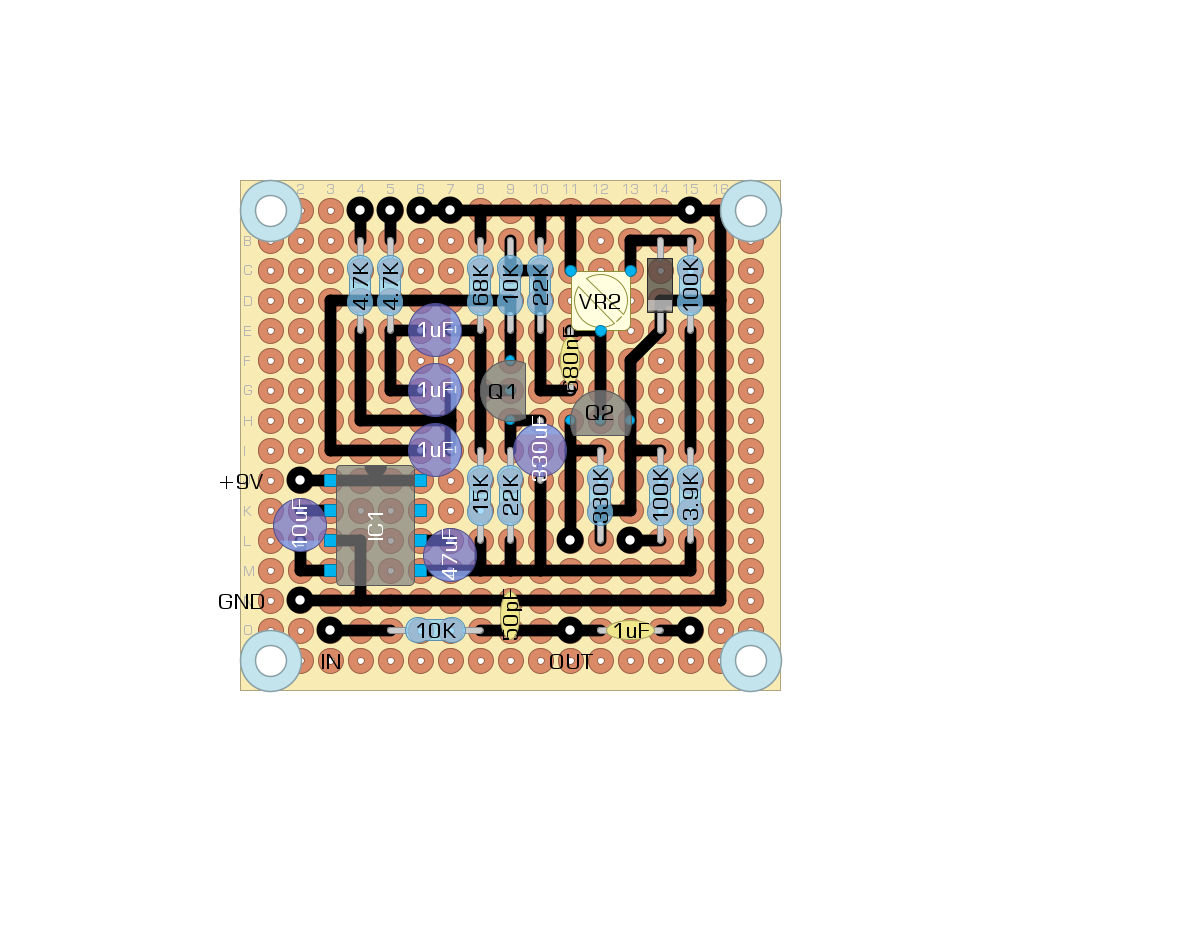 2 3 4 5 6 7 8 9 10 11 12 13 14 15 16
B
C
4.7K 4.7K 68K 10K 22K 100K
D
VR2
E
1uF
680nF
F
G
1uF
Q1
Q2
H
I
1uF
330uF
+9V
15K 22K 330K 100K 3.9K
K
10uF
IC1
L
47uF
M
GND
50pF
O
10K
1uF
IN
OUT